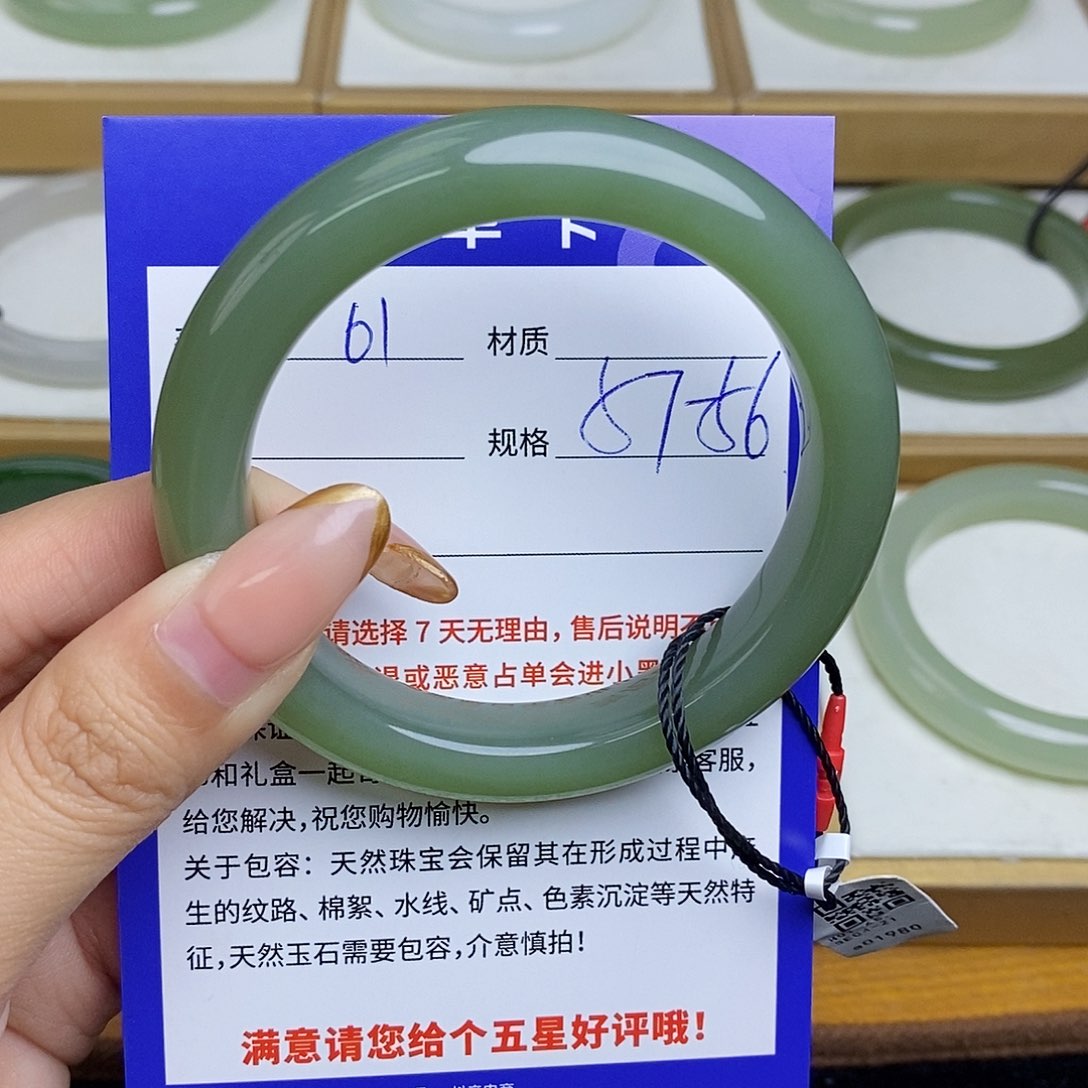 61 材质
规格 5756
请选择 7 天无理由，售后说明
或恶意占单会进小黑
和礼盒一起 客服，
给您解决，祝您购物愉快。
关于包容：天然珠宝会保留其在形成过程中产
生的纹路、棉絮、水线、矿点、色素沉淀等天然特
征，天然玉石需要包容，介意慎拍！
满意请您给个五星好评哦！
a01980